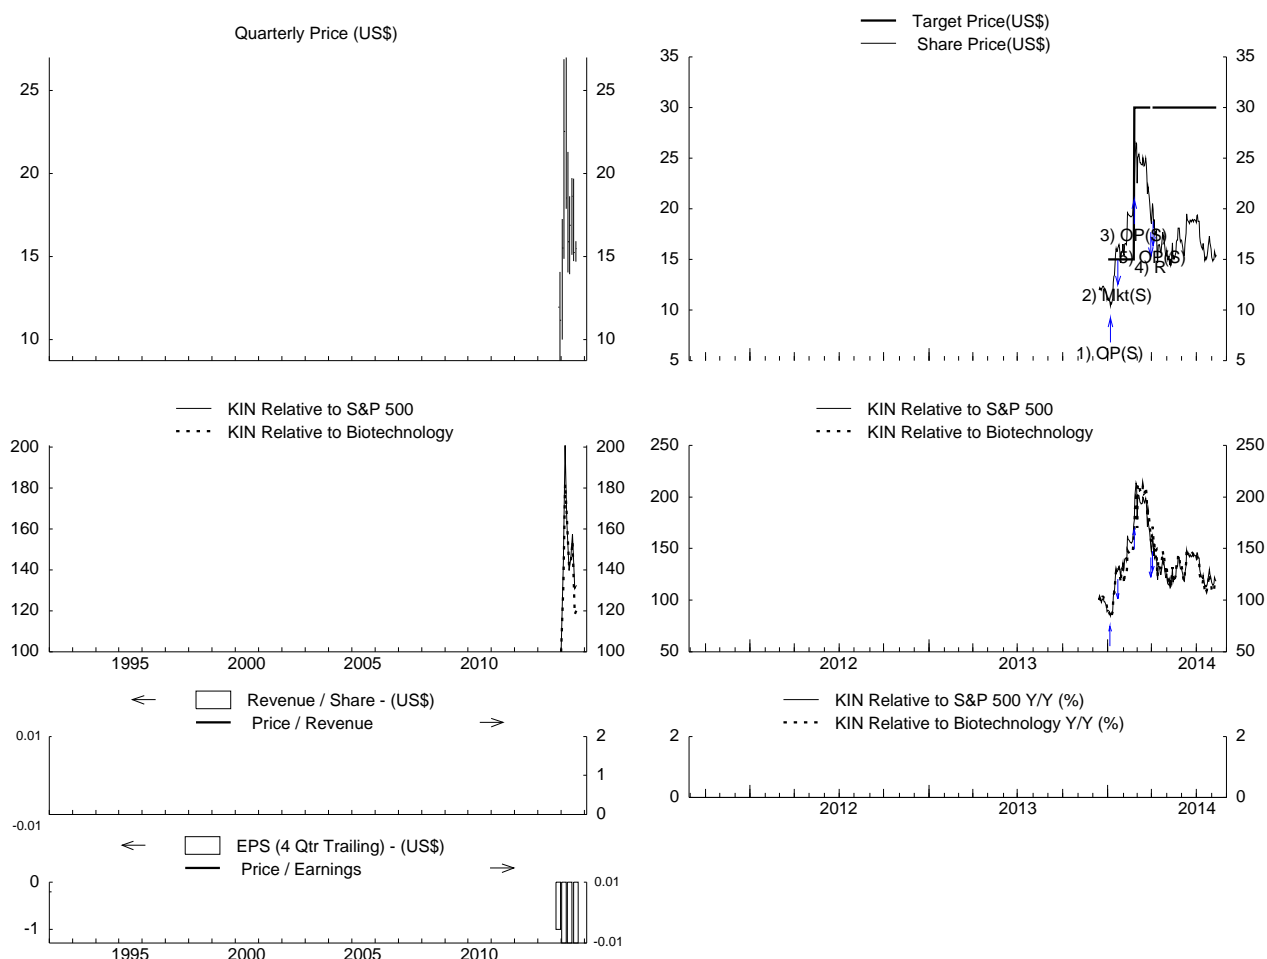 Quarterly Price (US$)
25 25
20 20
15 15
10 10
KIN Relative to S&P 500
KIN Relative to Biotechnology
200 200
180 180
160 160
140 140
120 120
100 100
1995 2000 2005 2010
Revenue / Share - (US$)
Price / Revenue
0.01 2
1
0
-0.01
EPS (4 Qtr Trailing) - (US$)
Price / Earnings
0 0.01
-1
-0.01
1995 2000 2005 2010
Target Price(US$)
Share Price(US$)
35 35
30 30
25 25
20 20
3) OP(S)
15 5) OP(S) 15
4) R
2) Mkt(S)
10 10
1) OP(S)
5 5
KIN Relative to S&P 500
KIN Relative to Biotechnology
250 250
200 200
150 150
100 100
50 50
2012 2013 2014
KIN Relative to S&P 500 Y/Y (%)
KIN Relative to Biotechnology Y/Y (%)
2 2
0 0
2012 2013 2014